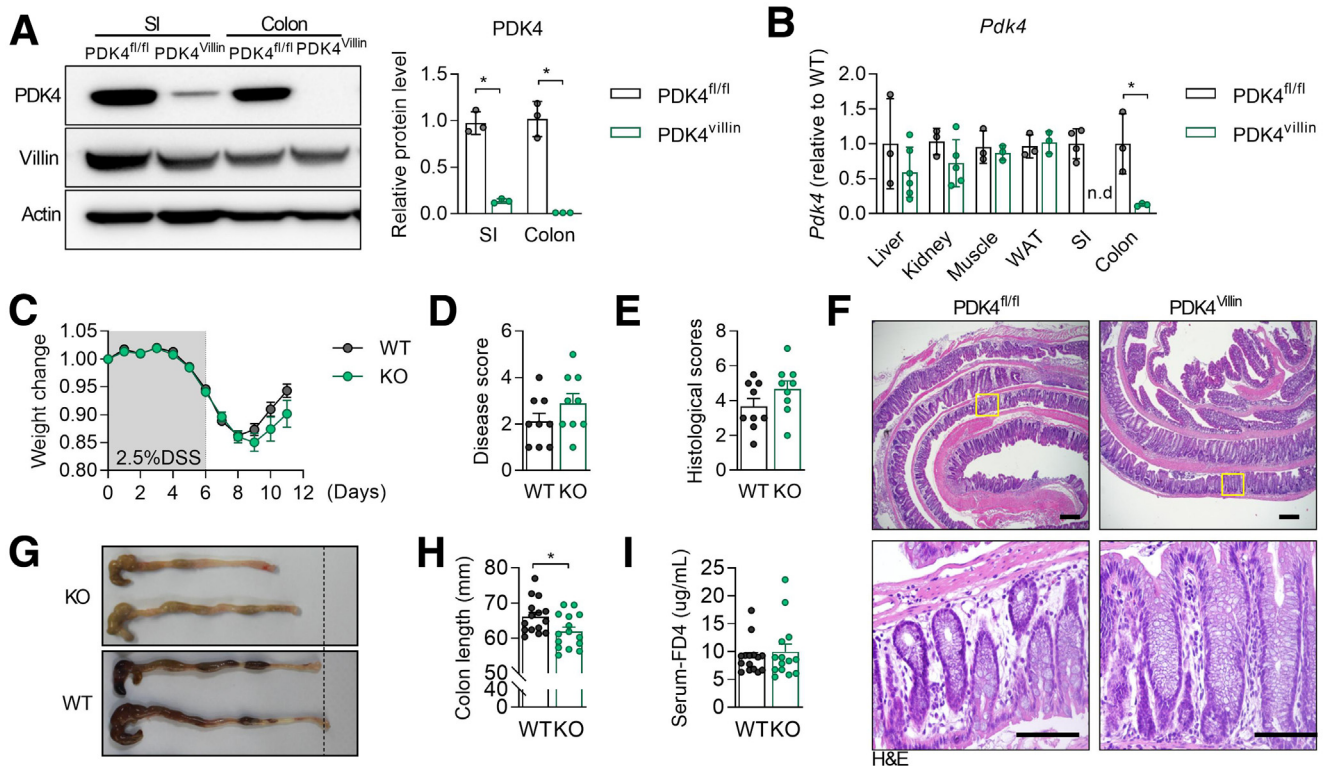 A
SI Colon
PDK4fl/fl PDK4Villin PDK4fl/fl PDK4Villin
PDK4
Villin
Actin
PDK4
Relative protein level
1.5
1.0
0.5
0.0
* *
SI Colon
PDK4fl/fl
PDK4villin
B
Pdk4
Pdk4 (relative to WT)
2.0
1.5
1.0
0.5
0.0
n.d
*
Liver Kidney Muscle WAT SI Colon
PDK4fl/fl
PDK4villin
C
Weight change
1.05
1.00
0.95
0.90
0.85
0.80
2.5%DSS
0 2 4 6 8 10 12 (Days)
WT
KO
D
Disease score
6
4
2
0
WT KO
E
Histological scores
8
6
4
2
0
WT KO
F
PDK4fl/fl PDK4Villin
H&E
G
KO
WT
H
Colon length (mm)
80
70
60
50
40
0
*
WT KO
I
Serum-FD4 (ug/mL)
25
20
15
10
5
0
WT KO